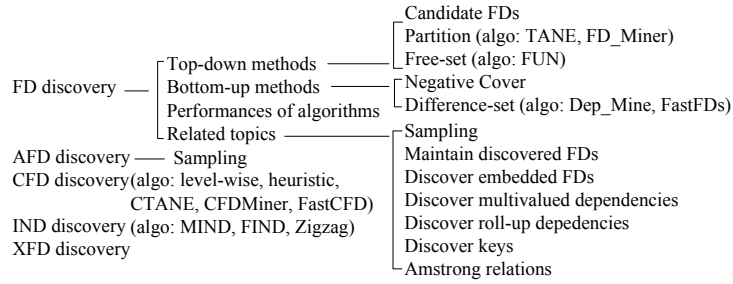 Candidate FDs
Partition (algo: TANE, FD_Miner)
Top-down methods
Free-set (algo: FUN)
FD discovery
Bottom-up methods
Negative Cover
Performances of algorithms
Difference-set (algo: Dep_Mine, FastFDs)
Related topics
Sampling
AFD discovery
Sampling
Maintain discovered FDs
CFD discovery(algo: level-wise, heuristic,
Discover embedded FDs
CTANE, CFDMiner, FastCFD)
Discover multivalued dependencies
IND discovery (algo: MIND, FIND, Zigzag)
Discover roll-up depedencies
XFD discovery
Discover keys
Amstrong relations